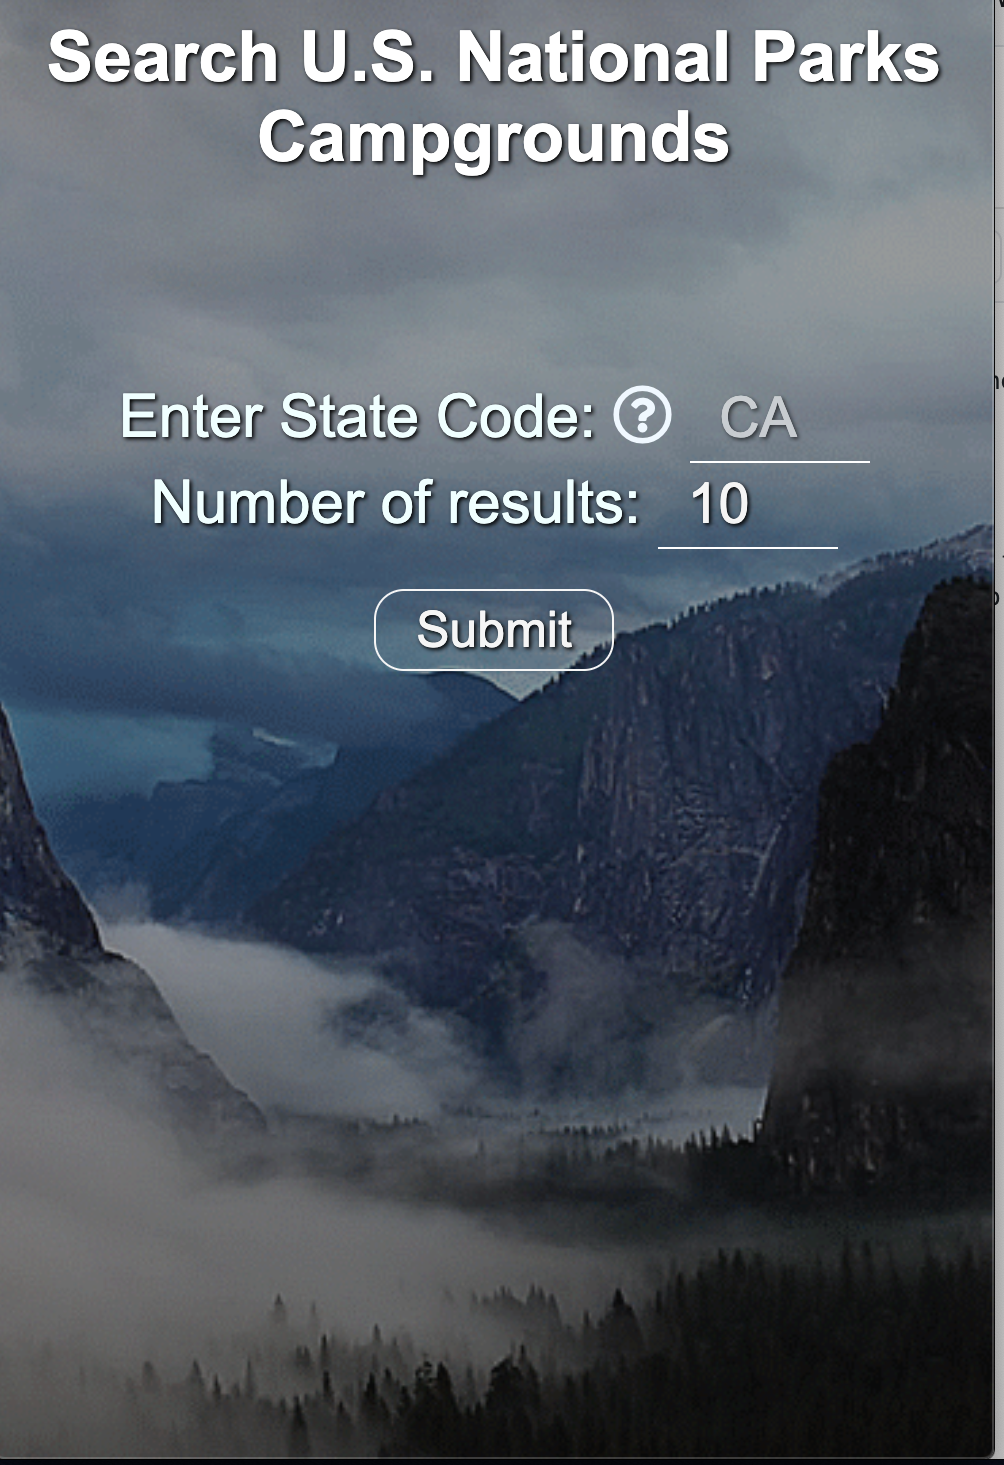 Search U.S. National Parks
Campgrounds
Enter State Code: ? CA
Number of results: 10
Submit